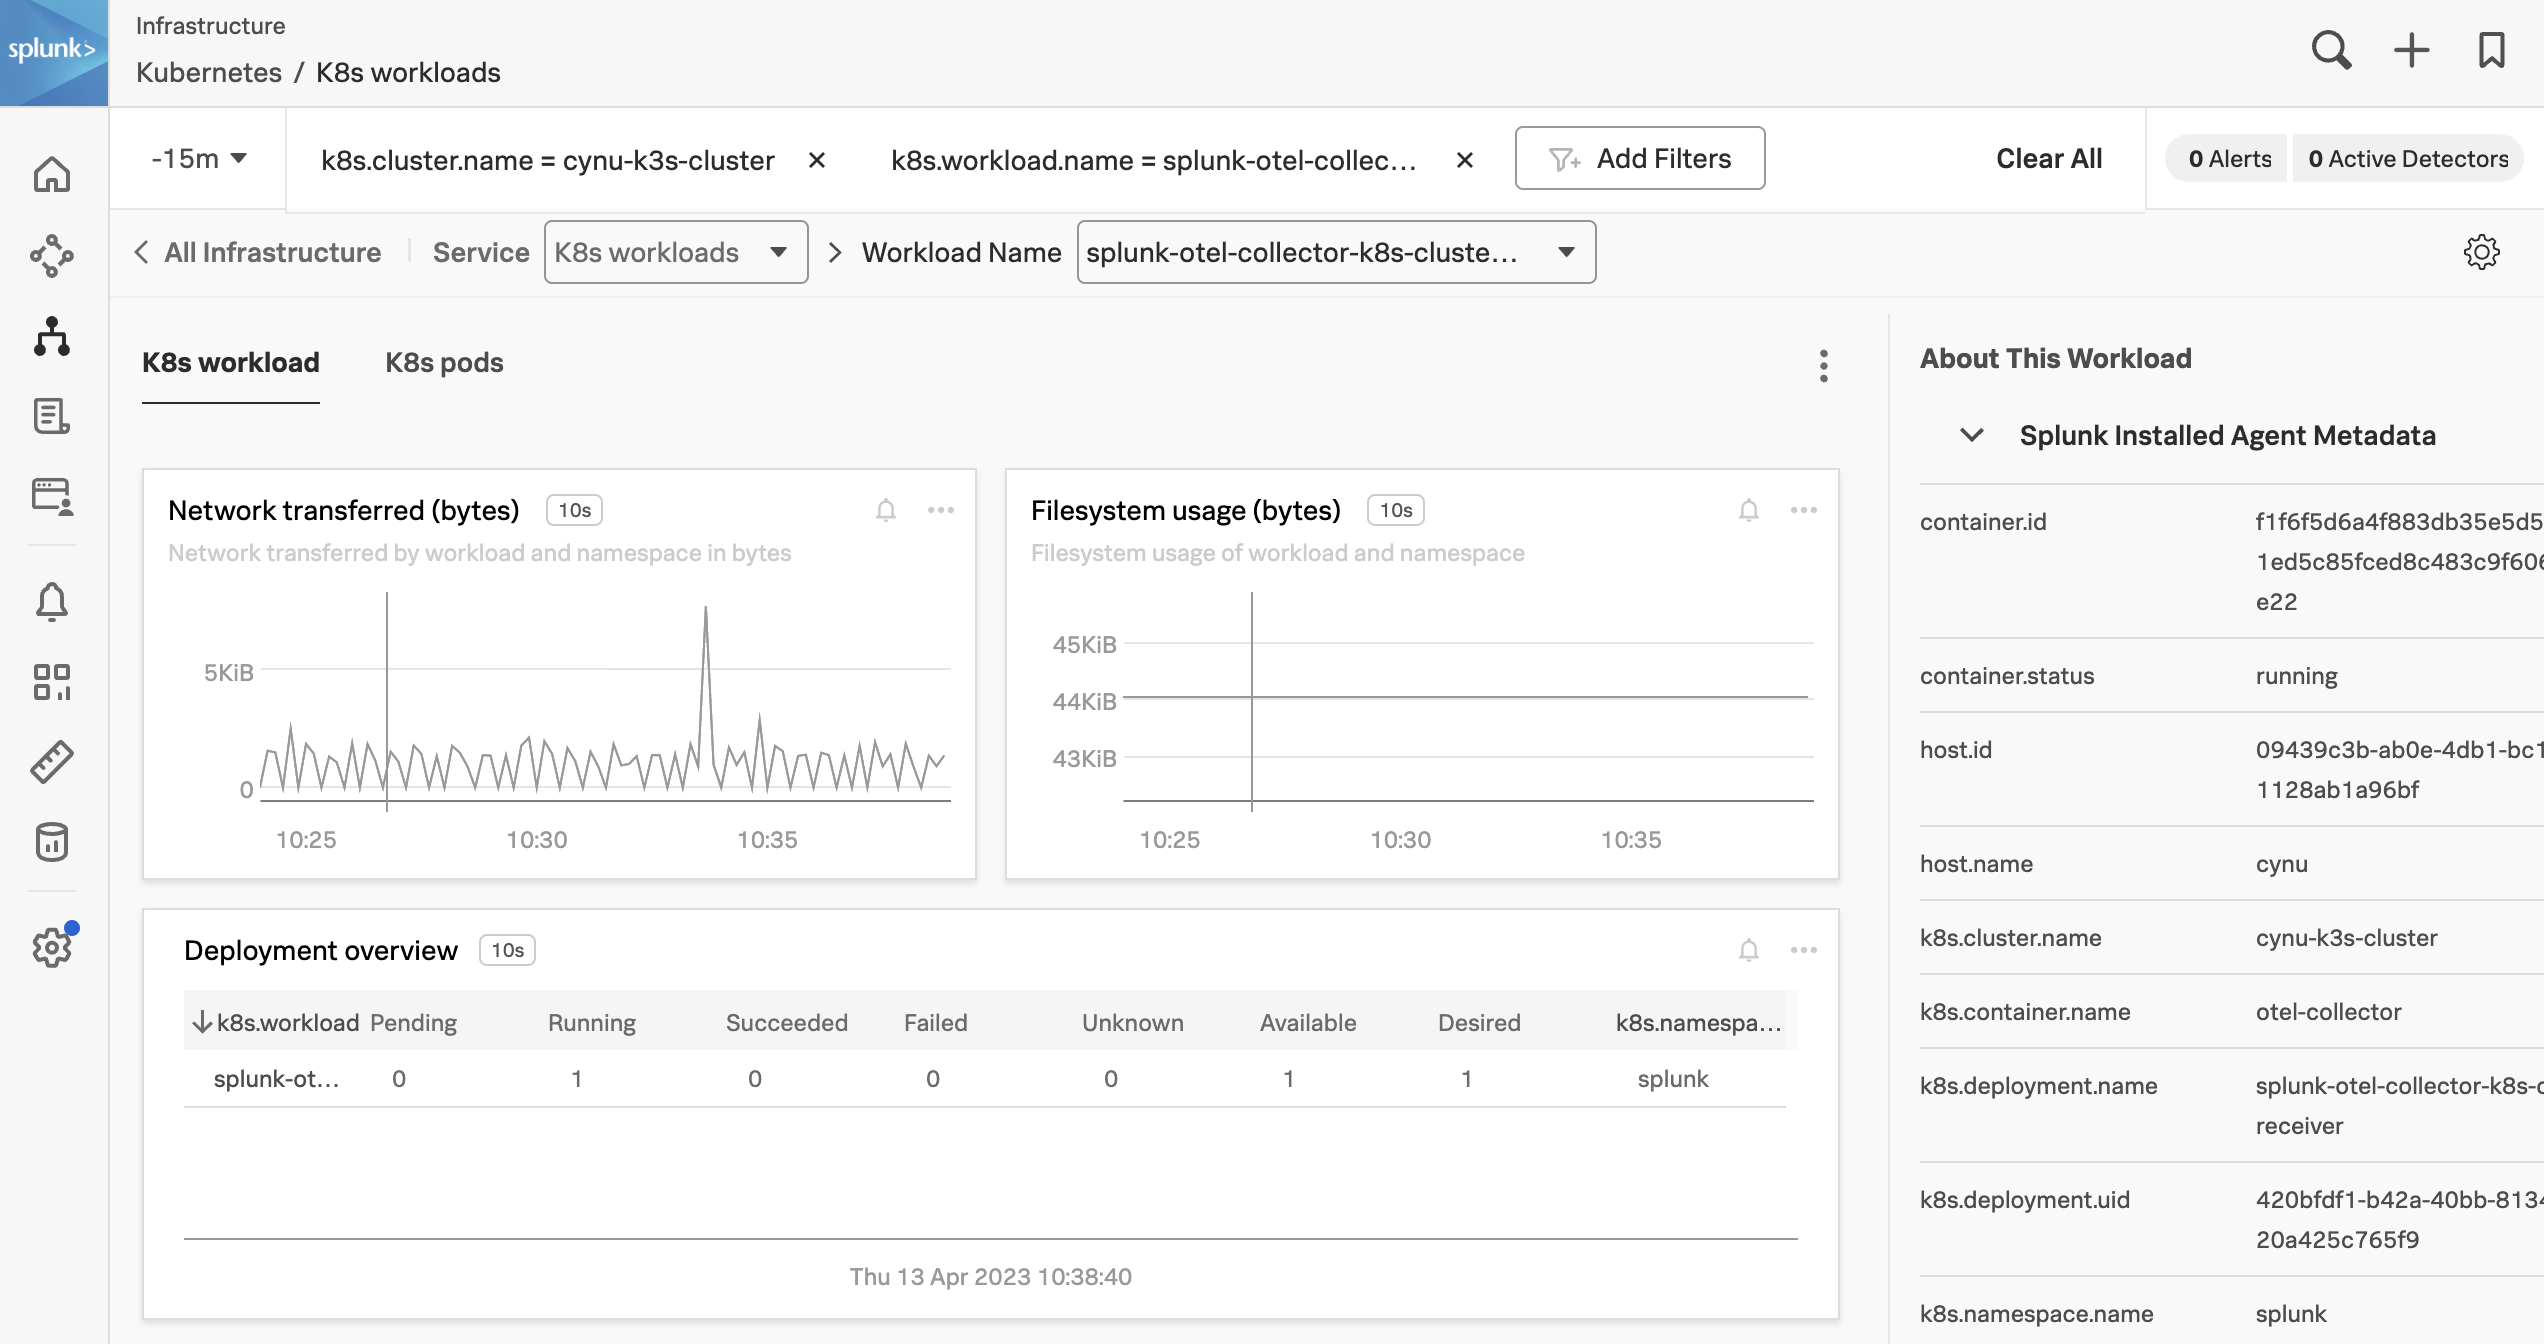 splunk>
Infrastructure
Kubernetes / K8s workloads
-15m
k8s.cluster.name = cynu-k3s-cluster ×
k8s.workload.name = splunk-otel-collec... ×
Add Filters
Clear All
0 Alerts
0 Active Detectors
All Infrastructure
Service
K8s workloads
Workload Name
splunk-otel-collector-k8s-cluste...
K8s workload
K8s pods
Network transferred (bytes) 10s
Network transferred by workload and namespace in bytes
5KiB
0
10:25 10:30 10:35
Filesystem usage (bytes) 10s
Filesystem usage of workload and namespace
45KiB
44KiB
43KiB
10:25 10:30 10:35
Deployment overview 10s
k8s.workload Pending Running Succeeded Failed Unknown Available Desired k8s.namespa...
splunk-ot... 0 1 0 0 0 1 1 splunk
Thu 13 Apr 2023 10:38:40
About This Workload
Splunk Installed Agent Metadata
container.id f1f6f5d6a4f883db35e5d5
1ed5c85fced8c483c9f606
e22
container.status running
host.id 09439c3b-ab0e-4db1-bc1
1128ab1a96bf
host.name cynu
k8s.cluster.name cynu-k3s-cluster
k8s.container.name otel-collector
k8s.deployment.name splunk-otel-collector-k8s-c
receiver
k8s.deployment.uid 420bfdf1-b42a-40bb-8134
20a425c765f9
k8s.namespace.name splunk